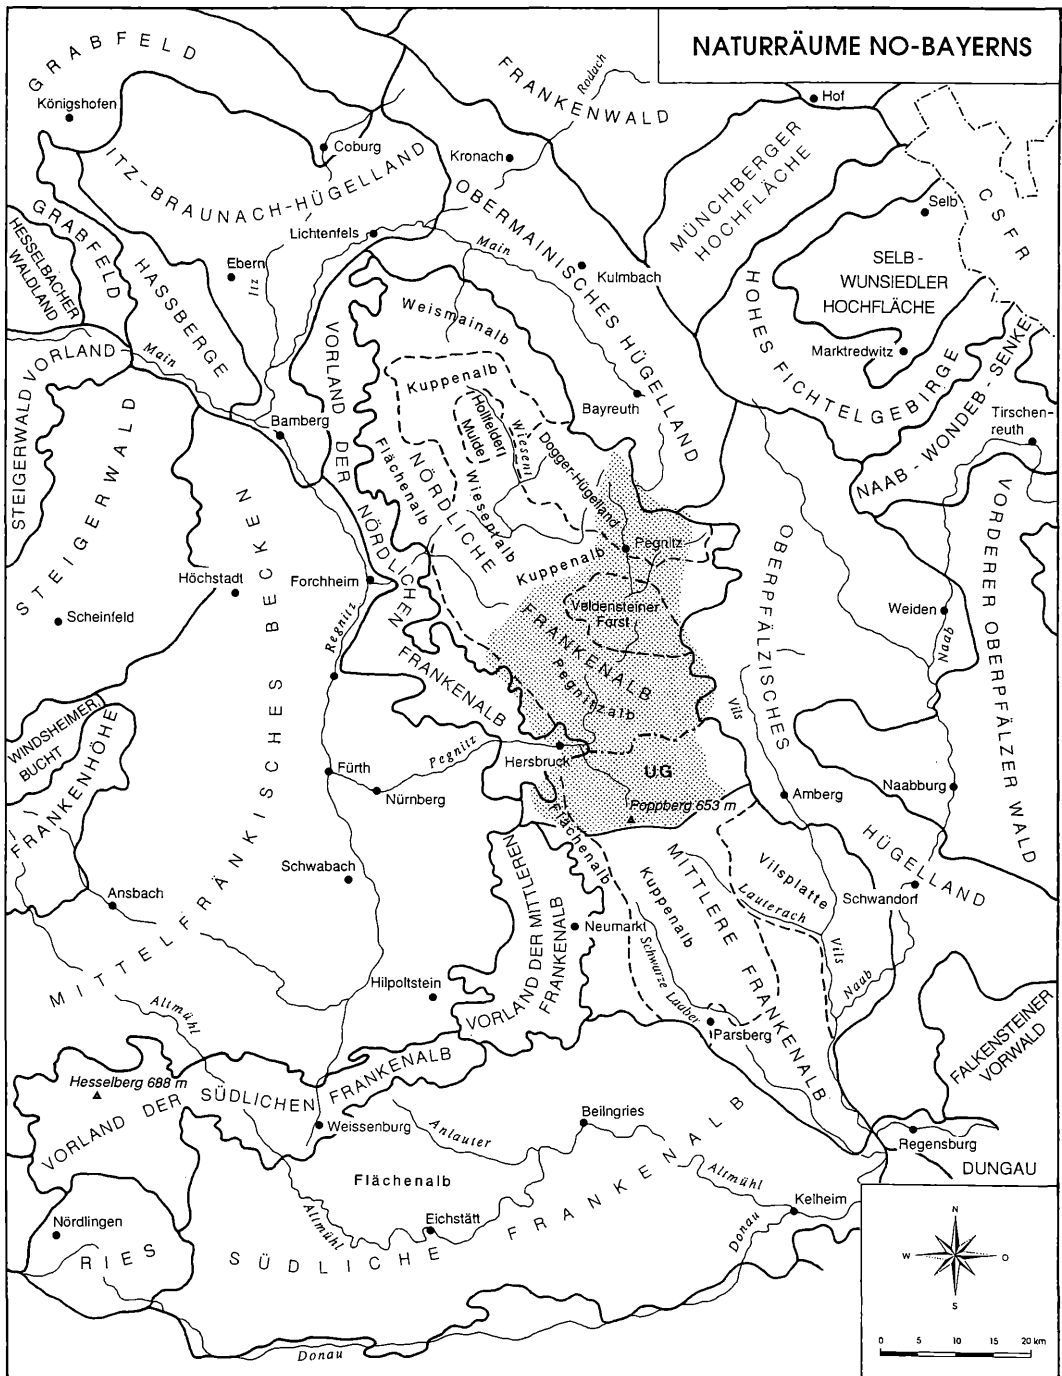 NATURRÄUME NO-BAYERNS
GRABFELD
Königshofen
FRANKENWALD
Rodach
Hof
ITZ-BRAUNACH-HÜGELLAND
Coburg
Kronach
MÜNCHBERGER
HOCHFLÄCHE
CSFR
Selb
GRABFELD
HESSELBACHER
WALDLAND
HASSBERGE
Ebern
Itz
Lichtenfels
OBERMAINISCHES HÜGELLAND
Main
Kulmbach
SELB-
WUNSIEDLER
HOCHFLÄCHE
HOHES FICHTELGEBIRGE
Marktredwitz
NAAB-WONDEB-SENKE
Tirschen-
reuth
STEIGERWALD VORLAND
Main
STEIGERWALD
Bamberg
VORLAND DER NÖRDLICHEN FRANKENALB
Weismainalb
Kuppenalb
Hollfelder
Mulde
Wiesent
Bayreuth
Dogger-Hügelland
Flächenalb
NÖRDLICHE FRANKENALB
Wiesentalb
Pegnitz
Kuppenalb
Veldensteiner
Forst
Pegnitzalb
OBERPFÄLZISCHES HÜGELLAND
VORDERER OBERPFÄLZER WALD
Weiden
Naab
Höchstadt
Scheinfeld
Forchheim
Regnitz
MITTELFRÄNKISCHES BECKEN
WINDSHEIMER
BUCHT
FRANKENHÖHE
Fürth
Nürnberg
Pegnitz
Hersbruck
UG
Poppberg 653 m
Vils
Amberg
Naabburg
Schwabach
Ansbach
Flächenalb
VORLAND DER MITTLEREN
FRANKENALB
Neumarkt
MITTLERE FRANKENALB
Kuppenalb
Vilsplatte
Lauterach
Schwandorf
Vils
Naab
Schwarze Laaber
Parsberg
Hilpoltstein
Altmühl
FALKENSTEINER
VORWALD
Hesselberg 688 m
VORLAND DER SÜDLICHEN FRANKENALB
Weissenburg
Anlauter
Beilngries
Regensburg
DUNGAU
Flächenalb
Altmühl
Altmühl
Eichstätt
Kelheim
Donau
Nördlingen
RIES
SÜDLICHE FRANKENALB
Donau
N
W
O
S
0 5 10 15 20 km